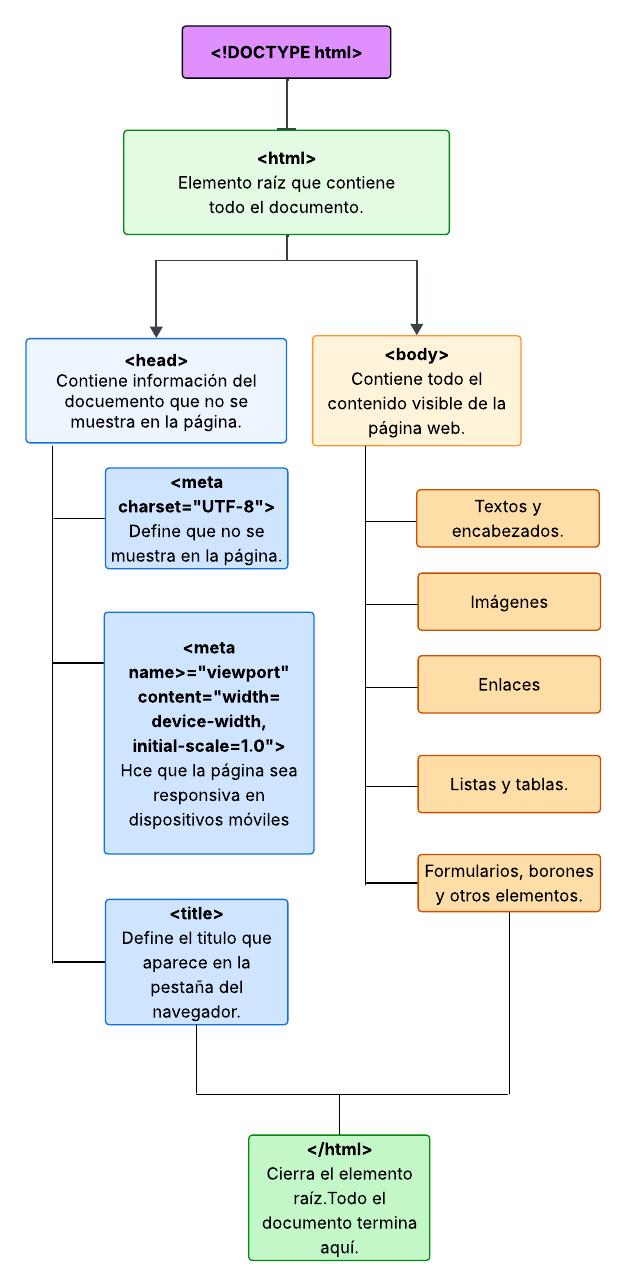 <!DOCTYPE html>
<html>
Elemento raíz que contiene
todo el documento.
<head>
Contiene información del
docuemento que no se
muestra en la página.
<meta
charset="UTF-8">
Define que no se
muestra en la página.
<meta
name>="viewport"
content="width=
device-width,
initial-scale=1.0">
Hce que la página sea
responsiva en
dispositivos móviles
<title>
Define el titulo que
aparece en la
pestaña del
navegador.
<body>
Contiene todo el
contenido visible de la
página web.
Textos y
encabezados.
Imágenes
Enlaces
Listas y tablas.
Formularios, borones
y otros elementos.
</html>
Cierra el elemento
raíz.Todo el
documento termina
aquí.